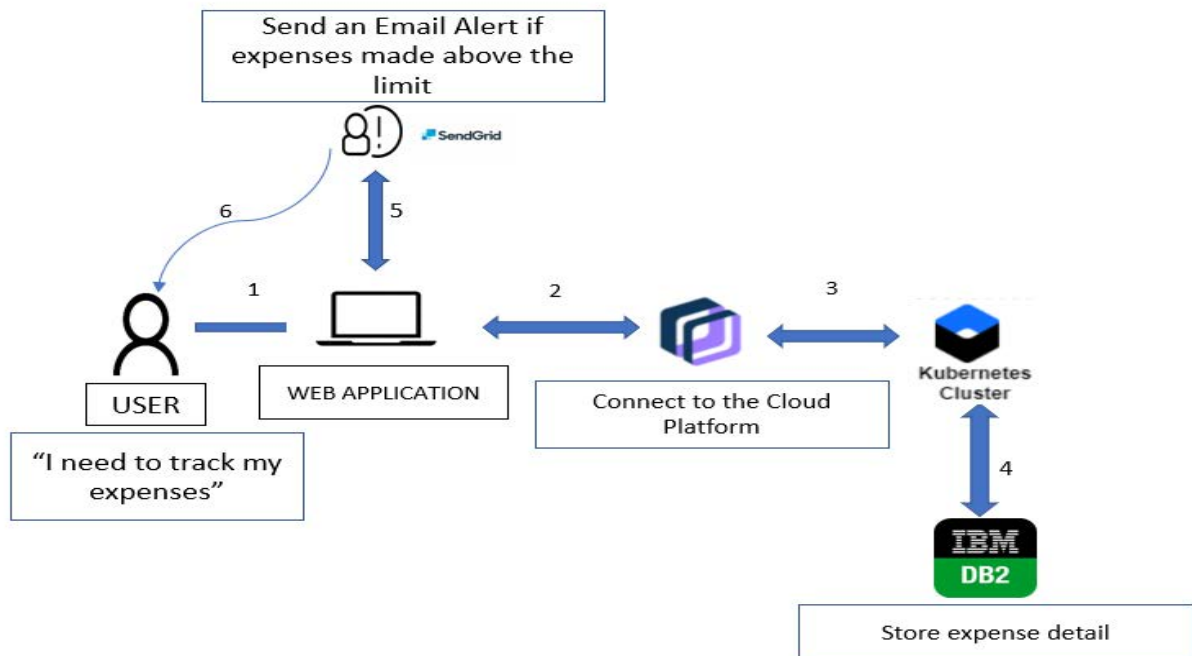 Send an Email Alert if
expenses made above the
limit
SendGrid
6
5
1
2
3
USER
WEB APPLICATION
Connect to the Cloud
Platform
Kubernetes
Cluster
“I need to track my
expenses”
4
IBM
DB2
Store expense detail